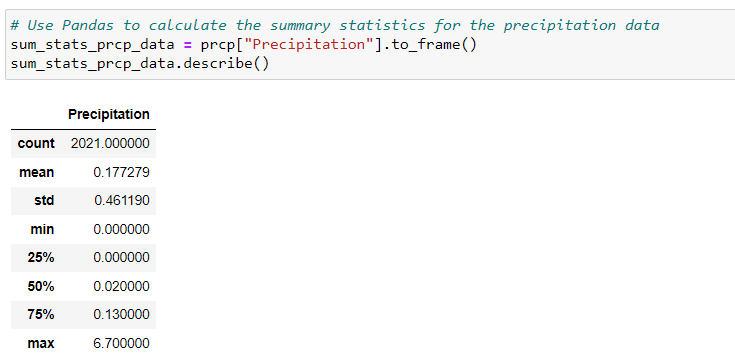 # Use Pandas to calculate the summary statistics for the precipitation data
sum_stats_prcp_data = prcp["Precipitation"].to_frame()
sum_stats_prcp_data.describe()
Precipitation
count 2021.000000
mean 0.177279
std 0.461190
min 0.000000
25% 0.000000
50% 0.020000
75% 0.130000
max 6.700000